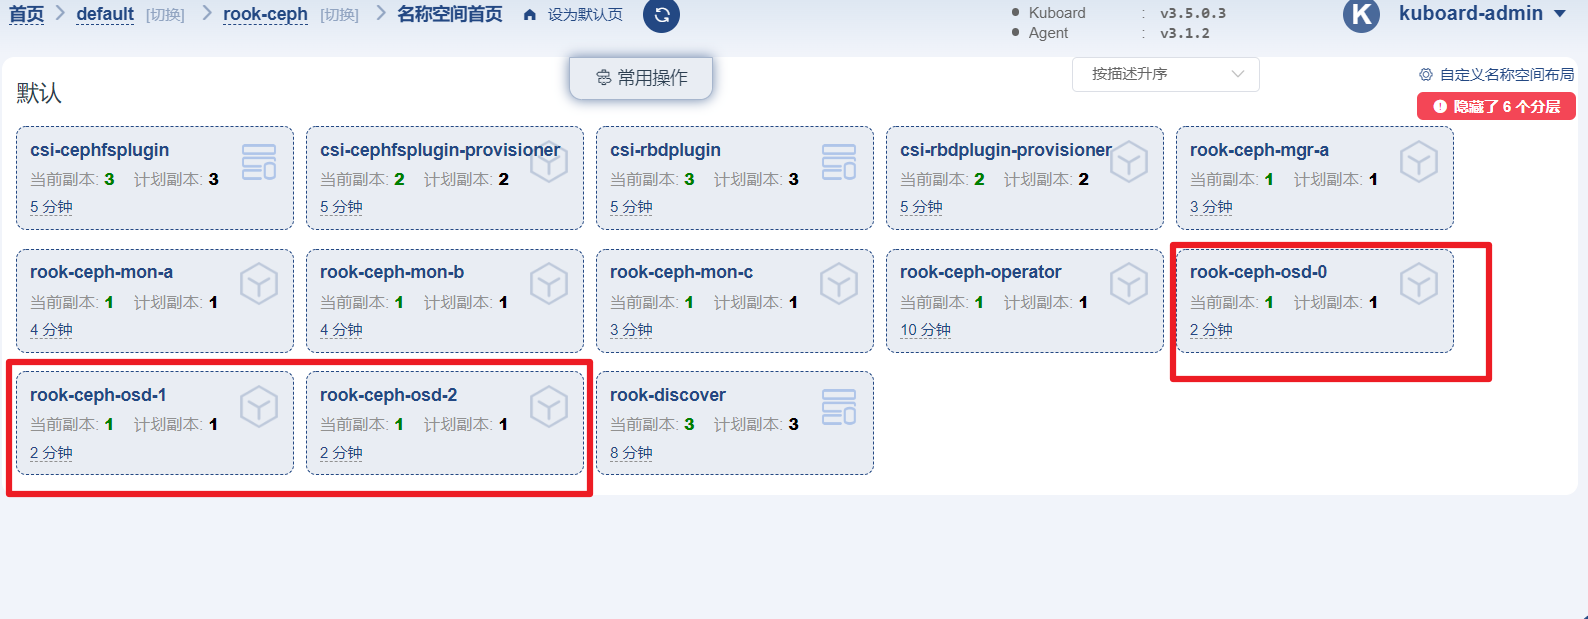 首页 > default [切换] > rook-ceph [切换] > 名称空间首页 设为默认页
Kuboard : v3.5.0.3
Agent : v3.1.2
K kuboard-admin
默认
常用操作
按描述升序
自定义名称空间布局
隐藏了 6 个分层
csi-cephfsplugin
当前副本: 3 计划副本: 3
5 分钟
csi-cephfsplugin-provisioner
当前副本: 2 计划副本: 2
5 分钟
csi-rbdplugin
当前副本: 3 计划副本: 3
5 分钟
csi-rbdplugin-provisioner
当前副本: 2 计划副本: 2
5 分钟
rook-ceph-mgr-a
当前副本: 1 计划副本: 1
3 分钟
rook-ceph-mon-a
当前副本: 1 计划副本: 1
4 分钟
rook-ceph-mon-b
当前副本: 1 计划副本: 1
4 分钟
rook-ceph-mon-c
当前副本: 1 计划副本: 1
3 分钟
rook-ceph-operator
当前副本: 1 计划副本: 1
10 分钟
rook-ceph-osd-0
当前副本: 1 计划副本: 1
2 分钟
rook-ceph-osd-1
当前副本: 1 计划副本: 1
2 分钟
rook-ceph-osd-2
当前副本: 1 计划副本: 1
2 分钟
rook-discover
当前副本: 3 计划副本: 3
8 分钟